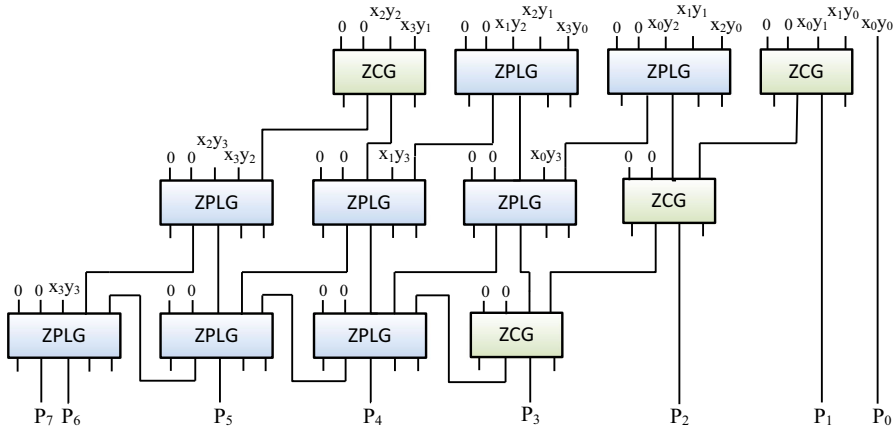 x₂y₂ x₂y₁ x₁y₁ x₁y₀
0 0 x₃y₁ 0 0 x₁y₂ x₃y₀ 0 0 x₀y₂ x₂y₀ 0 0 x₀y₁ x₀y₀
ZCG ZPLG ZPLG ZCG
x₂y₃
0 0 x₃y₂ 0 0 x₁y₃ 0 0 x₀y₃ 0 0
ZPLG ZPLG ZPLG ZCG
0 0 x₃y₃ 0 0 0 0 0 0
ZPLG ZPLG ZPLG ZCG
P₇ P₆ P₅ P₄ P₃ P₂ P₁ P₀